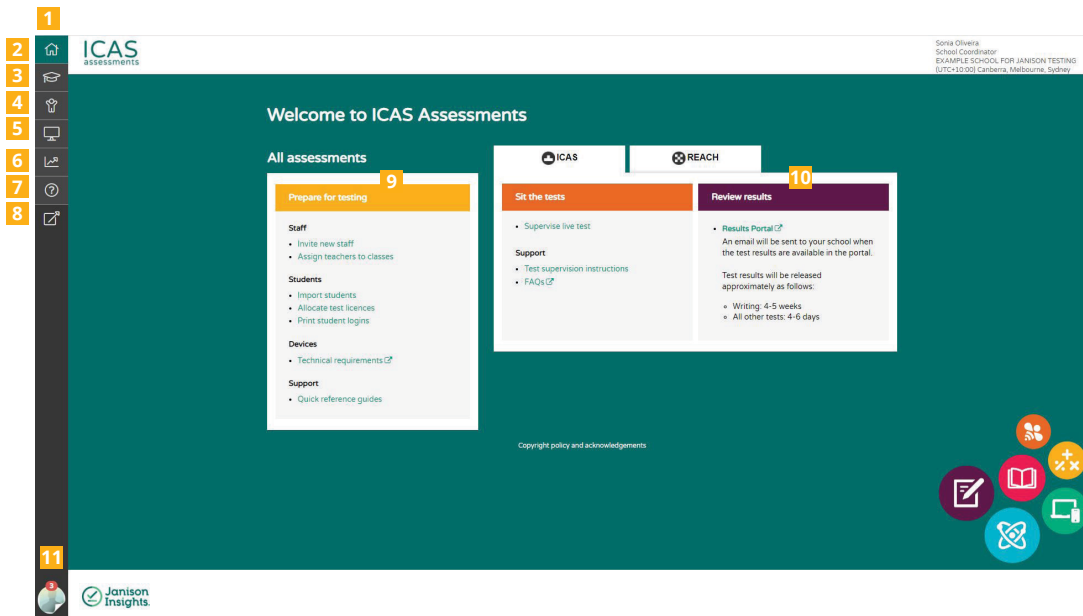 1
2
3
4
5
6
7
8
ICAS
assessments
Sonia Oliveira
School Coordinator
EXAMPLE SCHOOL FOR JANISON TESTING
(UTC+10:00) Canberra, Melbourne, Sydney
Welcome to ICAS Assessments
All assessments
ICAS
REACH
9
10
Prepare for testing
Staff
• Invite new staff
• Assign teachers to classes
Students
• Import students
• Allocate test licences
• Print student logins
Devices
• Technical requirements
Support
• Quick reference guides
Sit the tests
• Supervise live test
Support
• Test supervision instructions
• FAQs
Review results
• Results Portal
An email will be sent to your school when
the test results are available in the portal.
Test results will be released
approximately as follows:
Writing: 4-5 weeks
All other tests: 4-6 days
Copyright policy and acknowledgements
11
3
Janison
Insights.